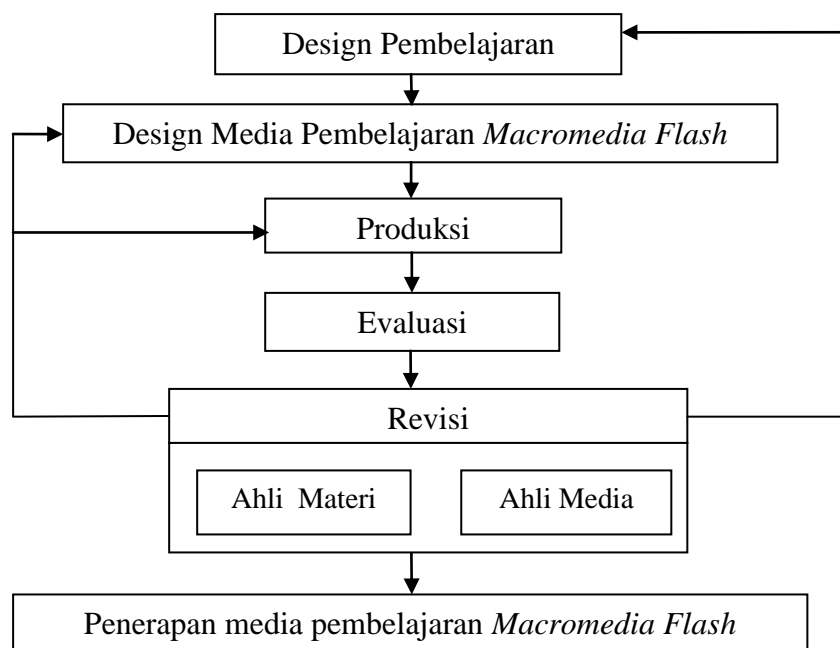 Design Pembelajaran
Design Media Pembelajaran Macromedia Flash
Produksi
Evaluasi
Revisi
Ahli Materi
Ahli Media
Penerapan media pembelajaran Macromedia Flash